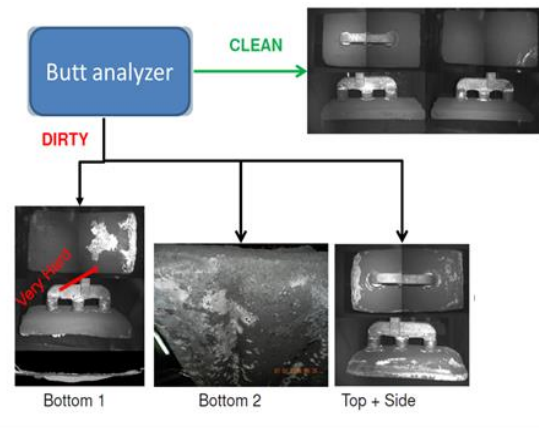 CLEAN
Butt analyzer
DIRTY
Very Hard
Bottom 1
Bottom 2
Top + Side